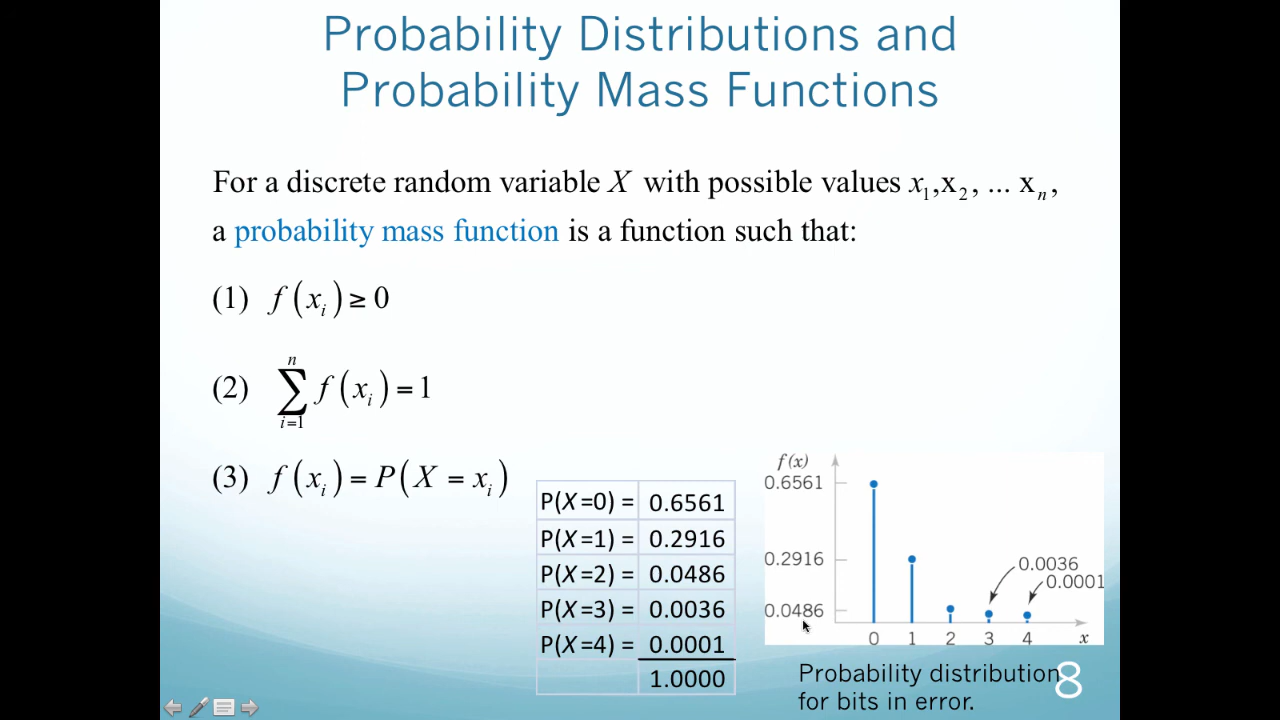 Probability Distributions and
Probability Mass Functions
For a discrete random variable X with possible values x₁,x₂, ... xₙ,
a probability mass function is a function such that:
(1) f(xᵢ) ≥ 0
(2) ∑ᵢ₌₁ⁿ f(xᵢ) = 1
(3) f(xᵢ) = P(X = xᵢ)
P(X=0) = 0.6561
P(X=1) = 0.2916
P(X=2) = 0.0486
P(X=3) = 0.0036
P(X=4) = 0.0001
1.0000
f(x)
0.6561
0.2916
0.0486
0.0036
0.0001
0 1 2 3 4 x
Probability distribution
for bits in error.
8